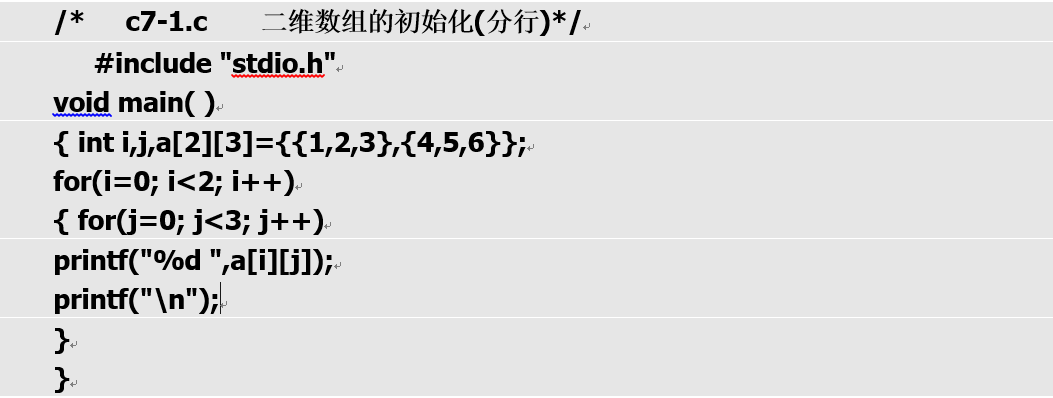 /*    c7-1.c    二维数组的初始化(分行)*/
#include "stdio.h"
void main( )
{ int i,j,a[2][3]={{1,2,3},{4,5,6}};
for(i=0; i<2; i++)
{ for(j=0; j<3; j++)
printf("%d ",a[i][j]);
printf("\n");
}
}